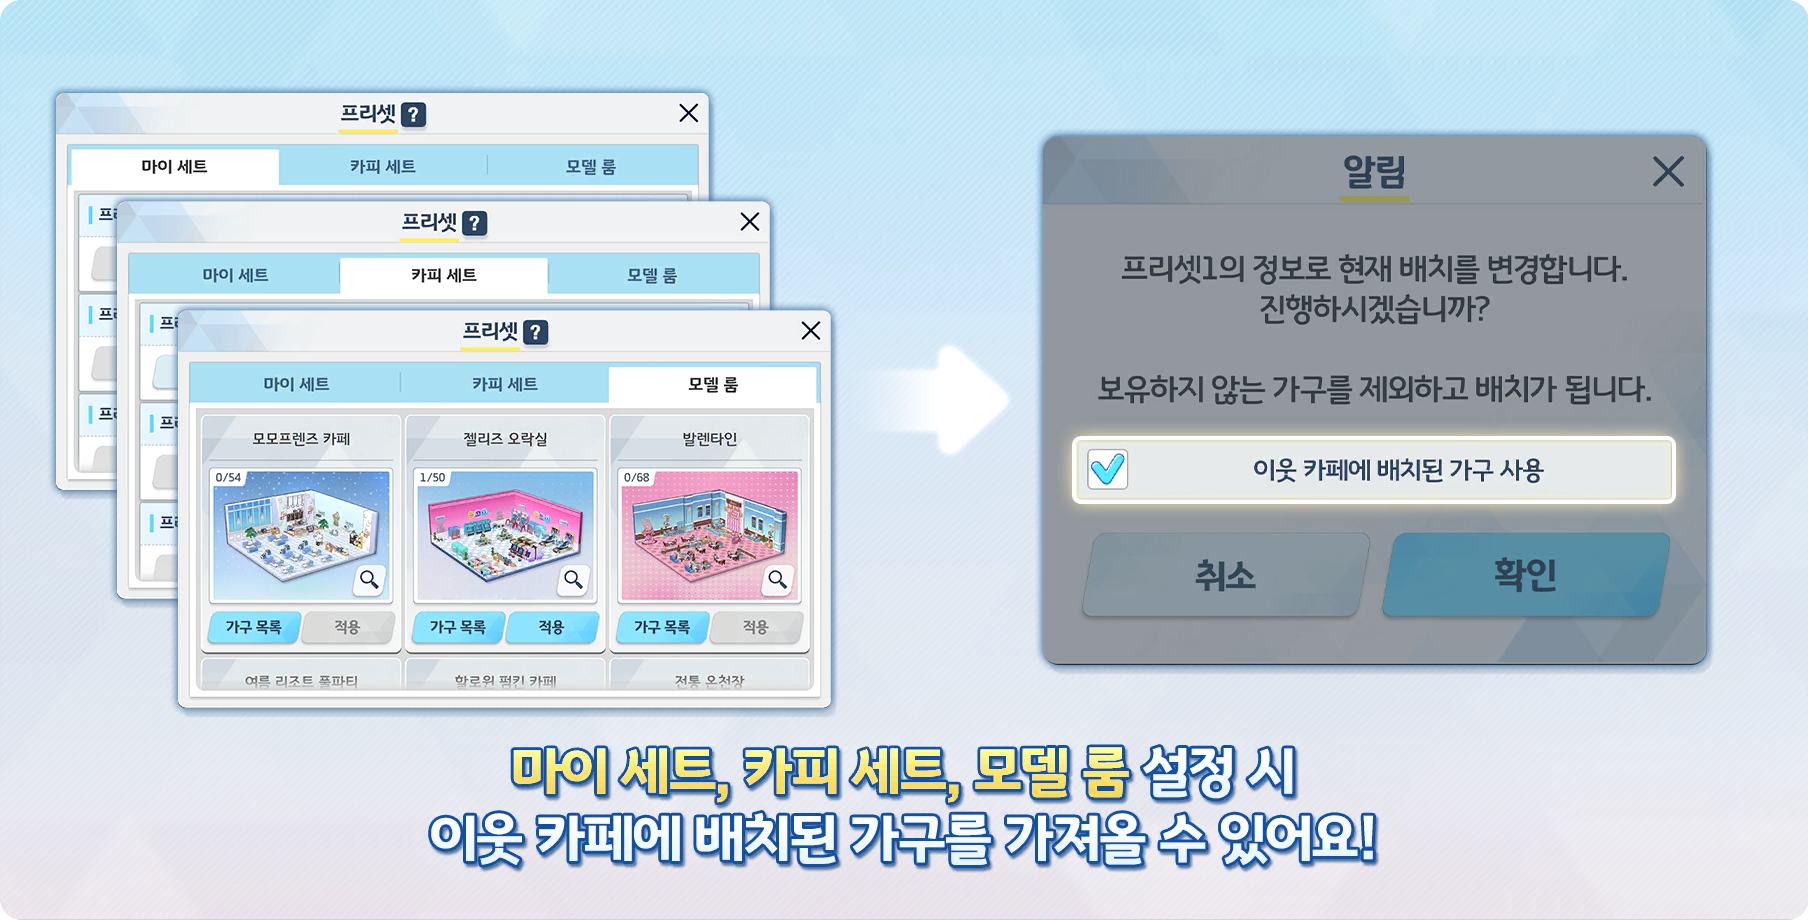 프리셋 ?
마이 세트 카피 세트 모델 룸
프리셋 ?
마이 세트 카피 세트 모델 룸
프리셋 ?
마이 세트 카피 세트 모델 룸
모모프렌즈 카페 젤리즈 오락실 발렌타인
0/54 1/50 0/68
가구 목록 적용 가구 목록 적용 가구 목록 적용
여름 리조트 풀파티 할로윈 펌킨 카페 전통 온천장
알림
프리셋1의 정보로 현재 배치를 변경합니다.
진행하시겠습니까?
보유하지 않는 가구를 제외하고 배치가 됩니다.
이웃 카페에 배치된 가구 사용
취소 확인
마이 세트, 카피 세트, 모델 룸 설정 시
이웃 카페에 배치된 가구를 가져올 수 있어요!